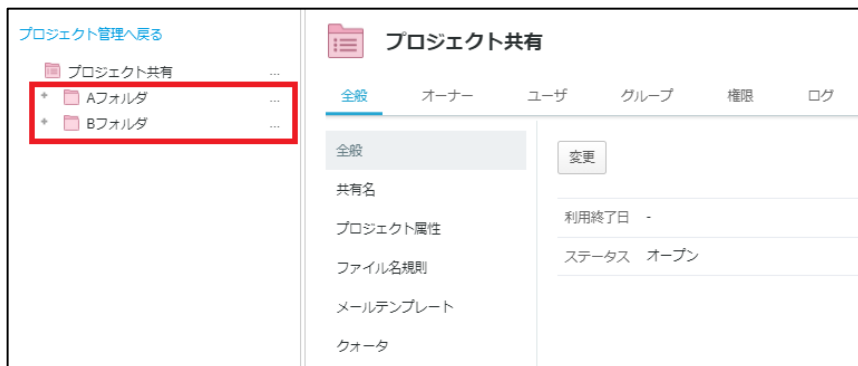 プロジェクト管理へ戻る
プロジェクト共有 ...
Aフォルダ ...
Bフォルダ ...
プロジェクト共有
全般 オーナー ユーザ グループ 権限 ログ
全般
共有名
プロジェクト属性
ファイル名規則
メールテンプレート
クォータ
変更
利用終了日 -
ステータス オープン